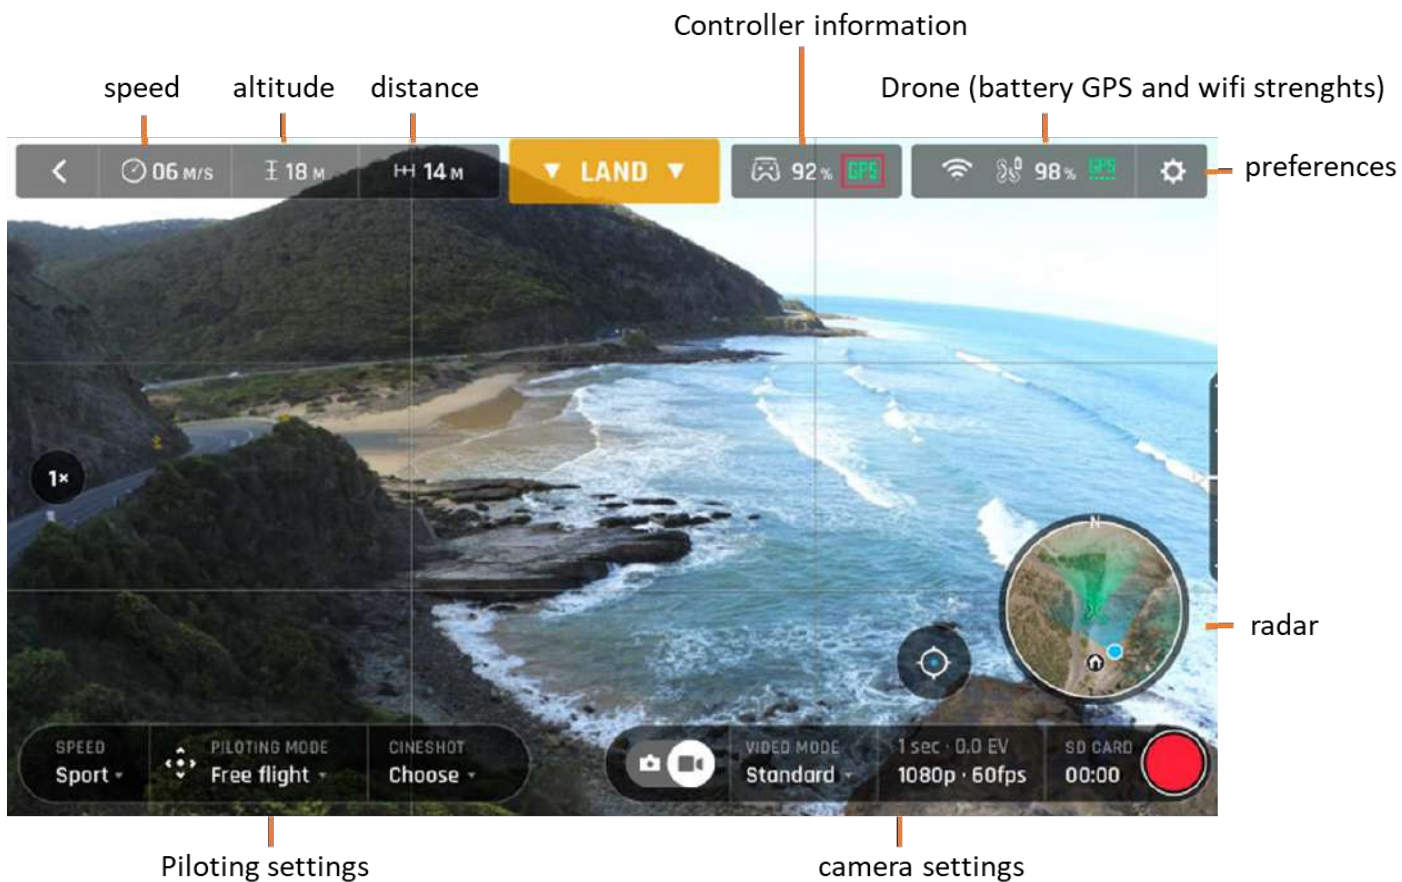 Controller information
speed
altitude
distance
Drone (battery GPS and wifi strenghts)
06 M/S
18 M
14 M
LAND
92 %
GPS
98 %
GPS
preferences
1×
N
radar
SPEED
Sport
PILOTING MODE
Free flight
CINESHOT
Choose
VIDEO MODE
Standard
1 sec · 0.0 EV
1080p · 60fps
SD CARD
00:00
Piloting settings
camera settings